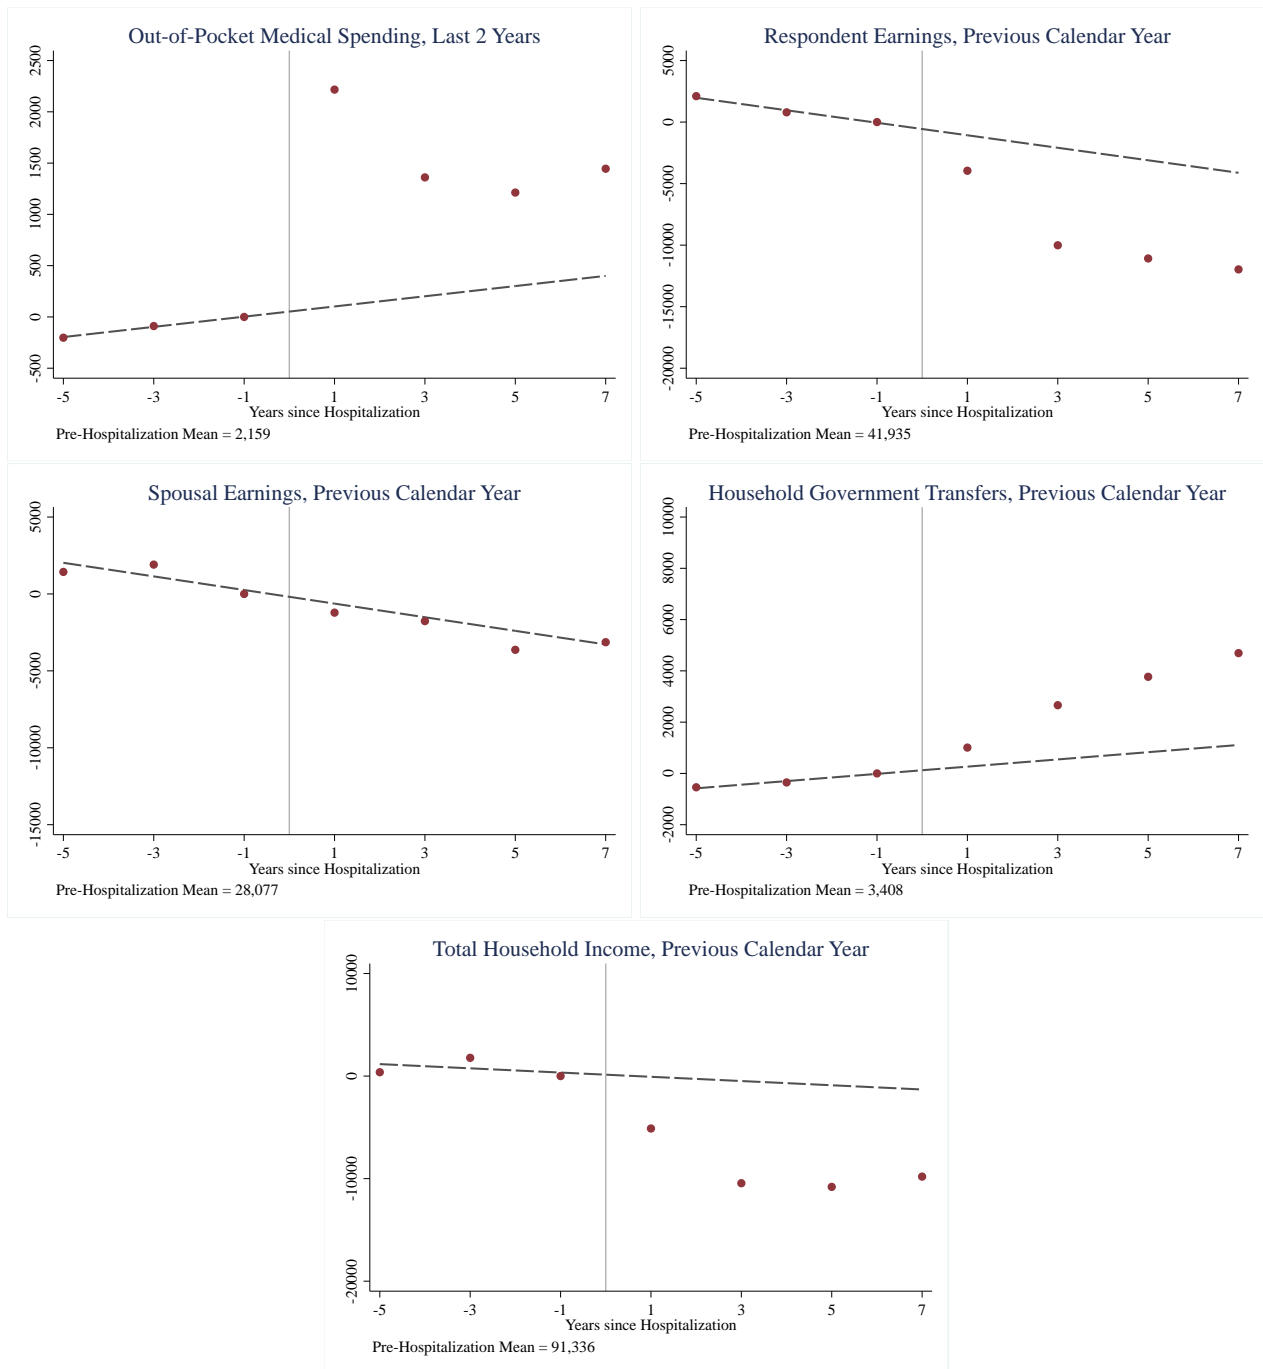 Out-of-Pocket Medical Spending, Last 2 Years
2500
2000
1500
1000
500
0
-500
-5 -3 -1 1 3 5 7
Years since Hospitalization
Pre-Hospitalization Mean = 2,159
Respondent Earnings, Previous Calendar Year
5000
0
-5000
-10000
-15000
-20000
-5 -3 -1 1 3 5 7
Years since Hospitalization
Pre-Hospitalization Mean = 41,935
Spousal Earnings, Previous Calendar Year
5000
0
-5000
-10000
-15000
-5 -3 -1 1 3 5 7
Years since Hospitalization
Pre-Hospitalization Mean = 28,077
Household Government Transfers, Previous Calendar Year
10000
8000
6000
4000
2000
0
-2000
-5 -3 -1 1 3 5 7
Years since Hospitalization
Pre-Hospitalization Mean = 3,408
Total Household Income, Previous Calendar Year
10000
0
-10000
-20000
-5 -3 -1 1 3 5 7
Years since Hospitalization
Pre-Hospitalization Mean = 91,336